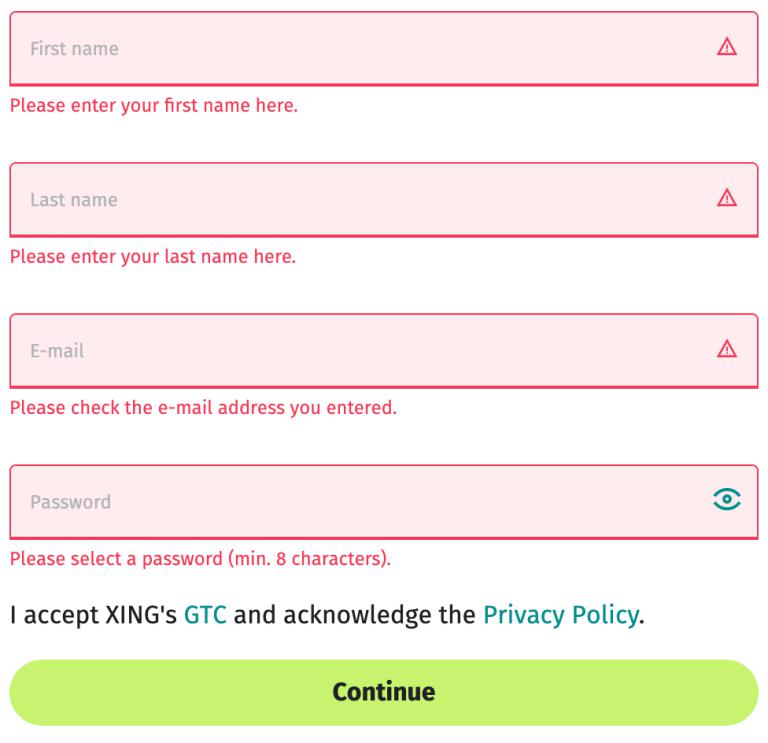 First name
Please enter your first name here.
Last name
Please enter your last name here.
E-mail
Please check the e-mail address you entered.
Password
Please select a password (min. 8 characters).
I accept XING's GTC and acknowledge the Privacy Policy.
Continue